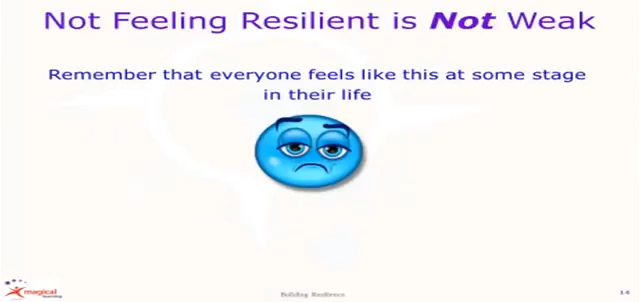 Not Feeling Resilient is Not Weak
Remember that everyone feels like this at some stage
in their life
magical
learning
Building Resilience
14